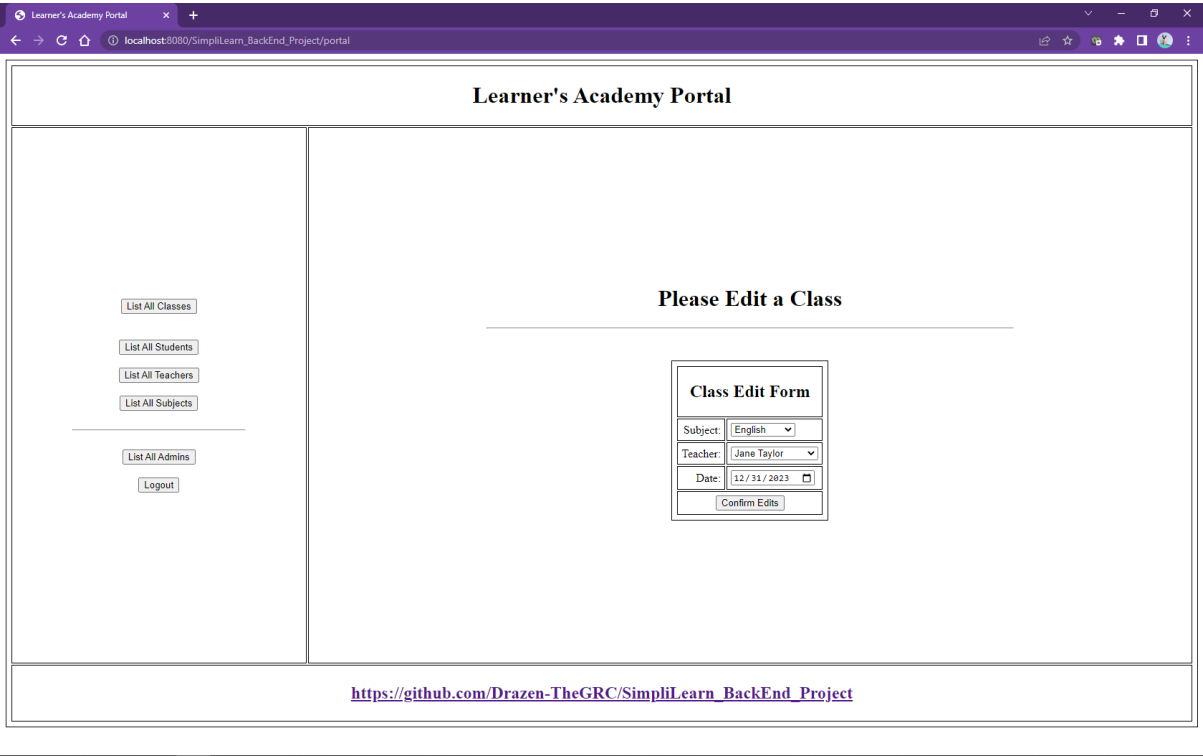 Learner's Academy Portal
localhost:8080/SimpliLearn_BackEnd_Project/portal
Learner's Academy Portal
List All Classes
List All Students
List All Teachers
List All Subjects
List All Admins
Logout
Please Edit a Class
Class Edit Form
Subject: English
Teacher: Jane Taylor
Date: 12/31/2023
Confirm Edits
https://github.com/Drazen-TheGRC/SimpliLearn_BackEnd_Project